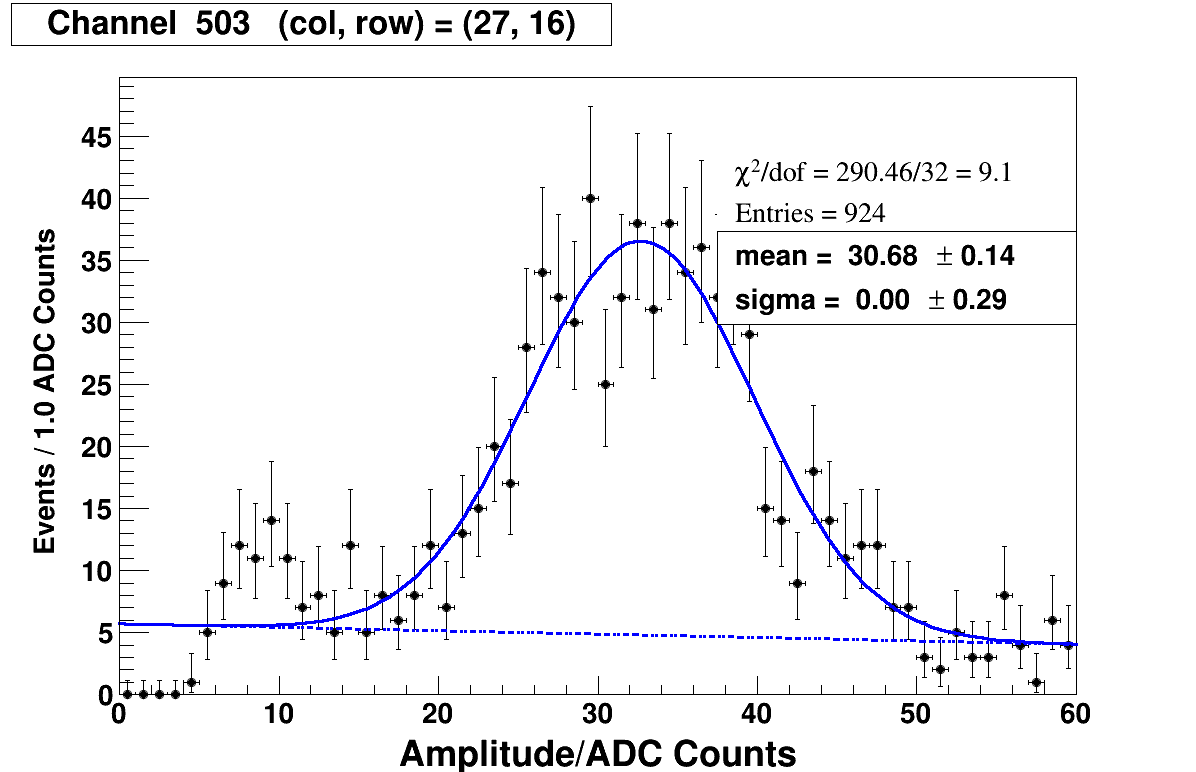 Channel 503 (col, row) = (27, 16)
χ²/dof = 290.46/32 = 9.1
Entries = 924
mean = 30.68 ± 0.14
sigma = 0.00 ± 0.29
Events / 1.0 ADC Counts
45
40
35
30
25
20
15
10
5
0
0 10 20 30 40 50 60
Amplitude/ADC Counts